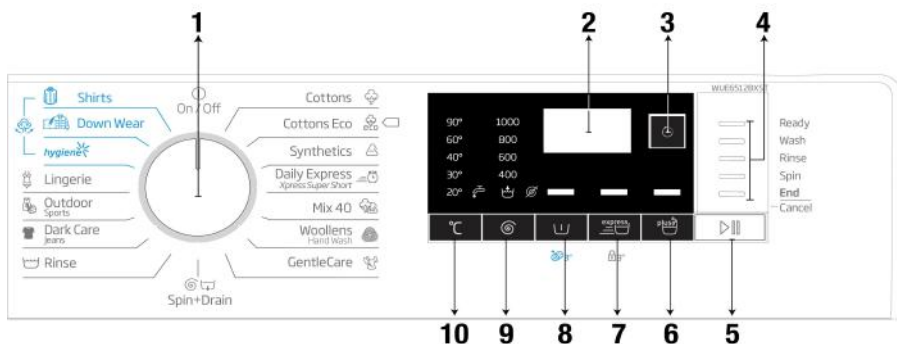 1
2
3
4
On / Off
Shirts
Down Wear
hygiene
Lingerie
Outdoor
Sports
Dark Care
Jeans
Rinse
Spin+Drain
Cottons
Cottons Eco
eco
Synthetics
Daily Express
Xpress Super Short
Mix 40
Woollens
Hand Wash
GentleCare
90° 1000
60° 800
40° 600
30° 400
20°
°C
express
plus
Ready
Wash
Rinse
Spin
End
Cancel
10
9
8
7
6
5